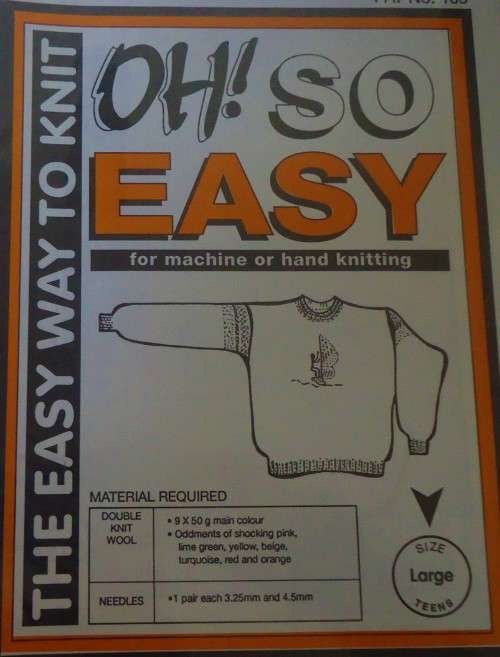 THE EASY WAY TO KNIT
OH! SO
EASY
for machine or hand knitting
MATERIAL REQUIRED
DOUBLE
KNIT
WOOL
• 9 X 50 g main colour
• Oddments of shocking pink,
lime green, yellow, beige,
turquoise, red and orange
NEEDLES
•1 pair each 3.25mm and 4.5mm
SIZE
Large
TEENS